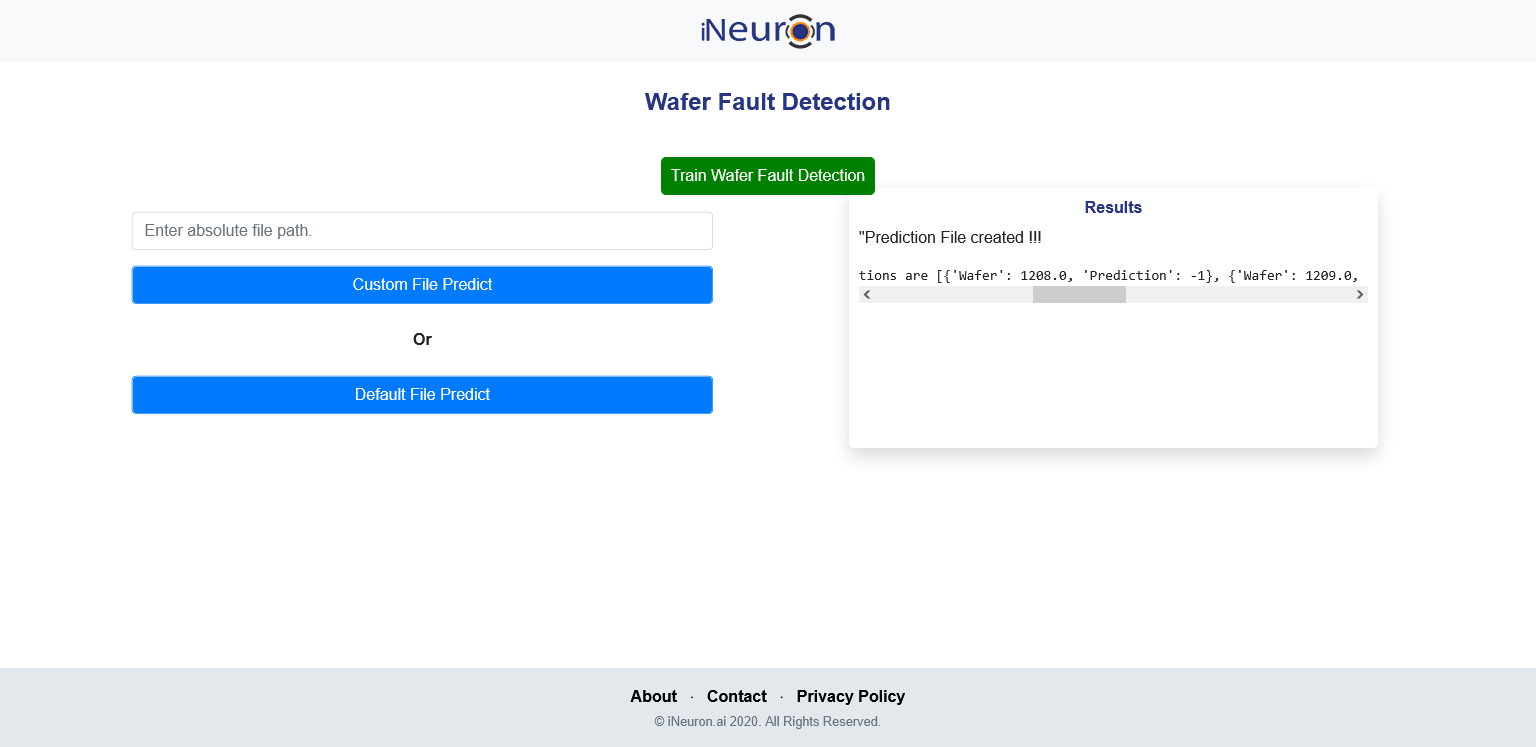 iNeuron
Wafer Fault Detection
Train Wafer Fault Detection
Enter absolute file path.
Custom File Predict
Or
Default File Predict
Results
"Prediction File created !!!
tions are [{'Wafer': 1208.0, 'Prediction': -1}, {'Wafer': 1209.0,
About · Contact · Privacy Policy
© iNeuron.ai 2020. All Rights Reserved.